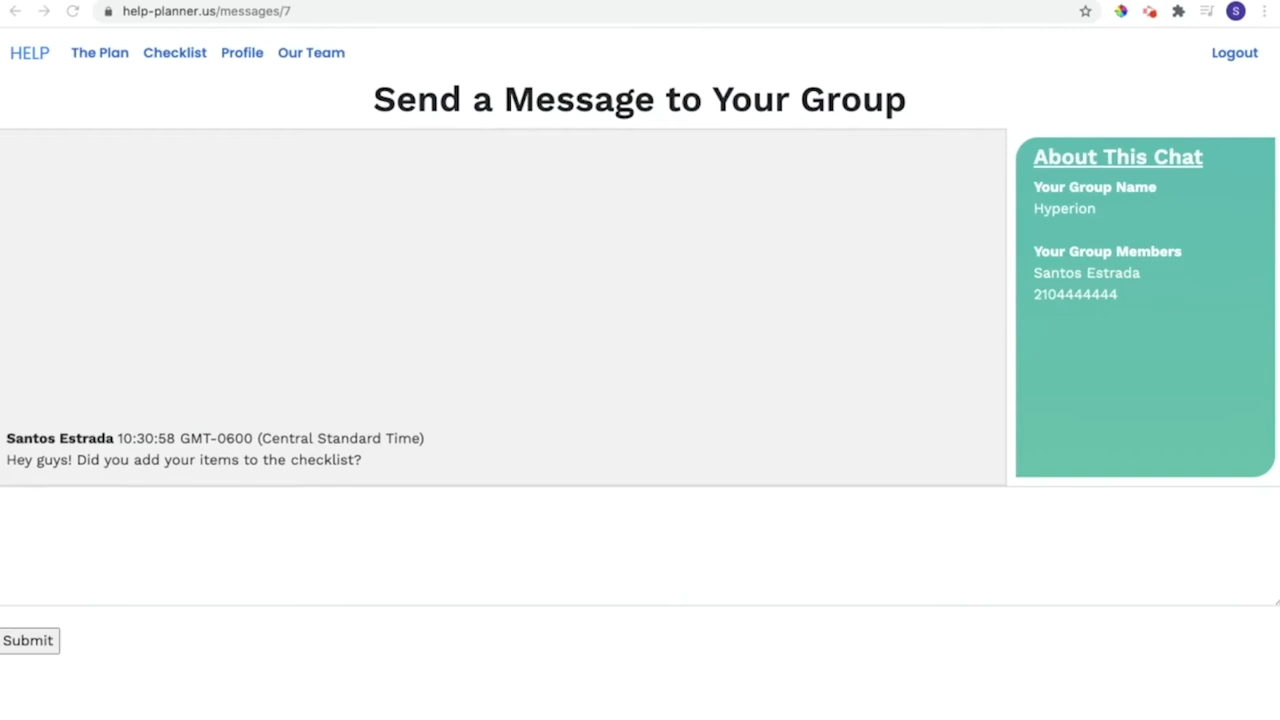 help-planner.us/messages/7
S
HELP The Plan Checklist Profile Our Team Logout
Send a Message to Your Group
About This Chat
Your Group Name
Hyperion
Your Group Members
Santos Estrada
2104444444
Santos Estrada 10:30:58 GMT-0600 (Central Standard Time)
Hey guys! Did you add your items to the checklist?
Submit